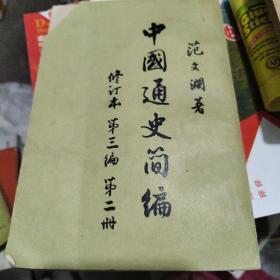 范文澜著
中國通史简编
修订本 第三编 第二册